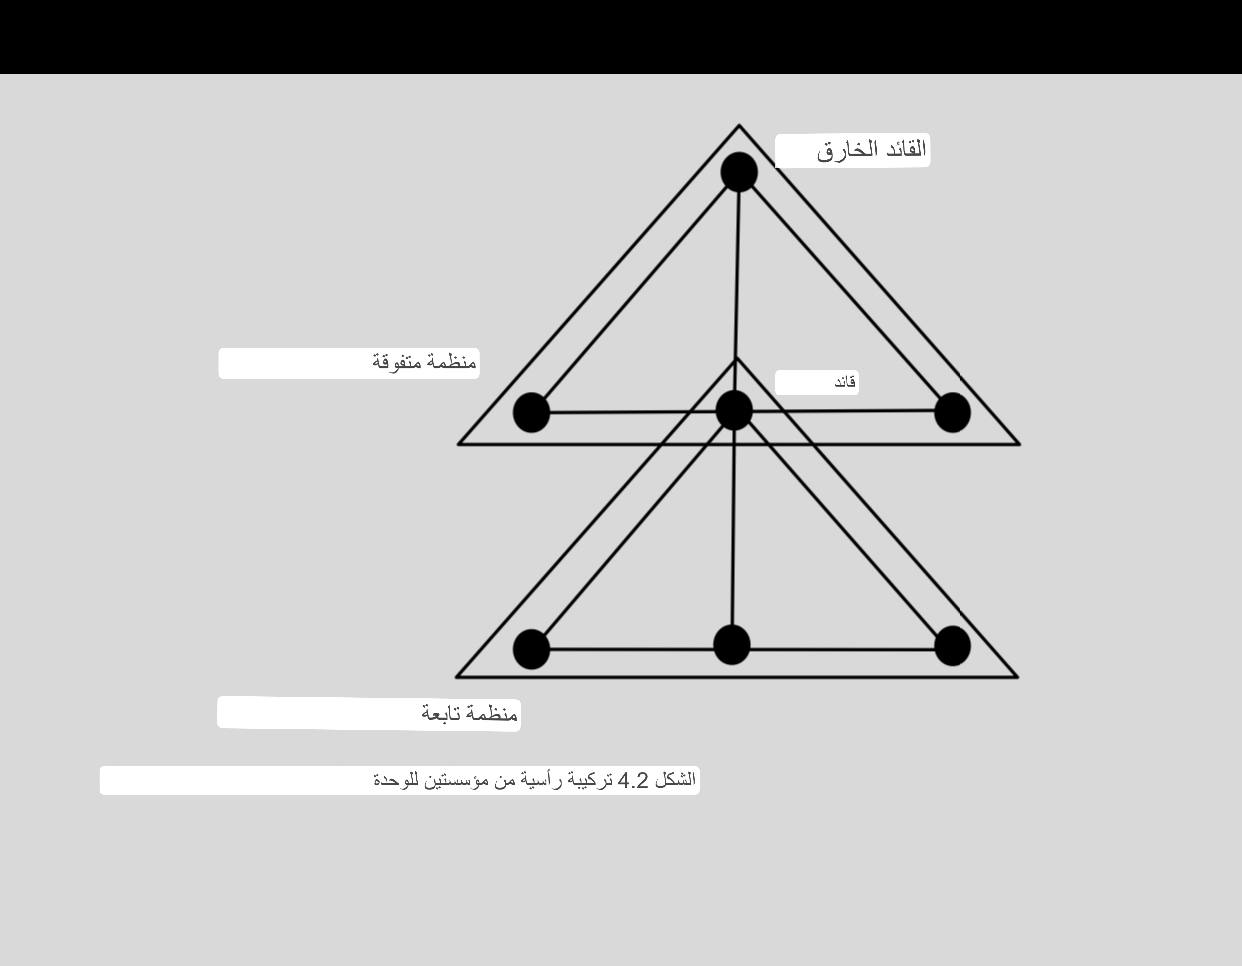 القائد الخارق
منظمة متفوقة
قائد
منظمة تابعة
الشكل 4.2 تركيبة رأسية من مؤسستين للوحدة